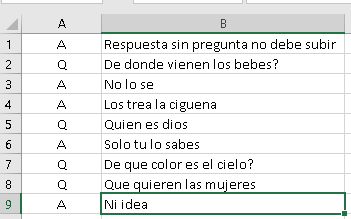 A B
1 A Respuesta sin pregunta no debe subir
2 Q De donde vienen los bebes?
3 A No lo se
4 A Los trea la ciguena
5 Q Quien es dios
6 A Solo tu lo sabes
7 Q De que color es el cielo?
8 Q Que quieren las mujeres
9 A Ni idea